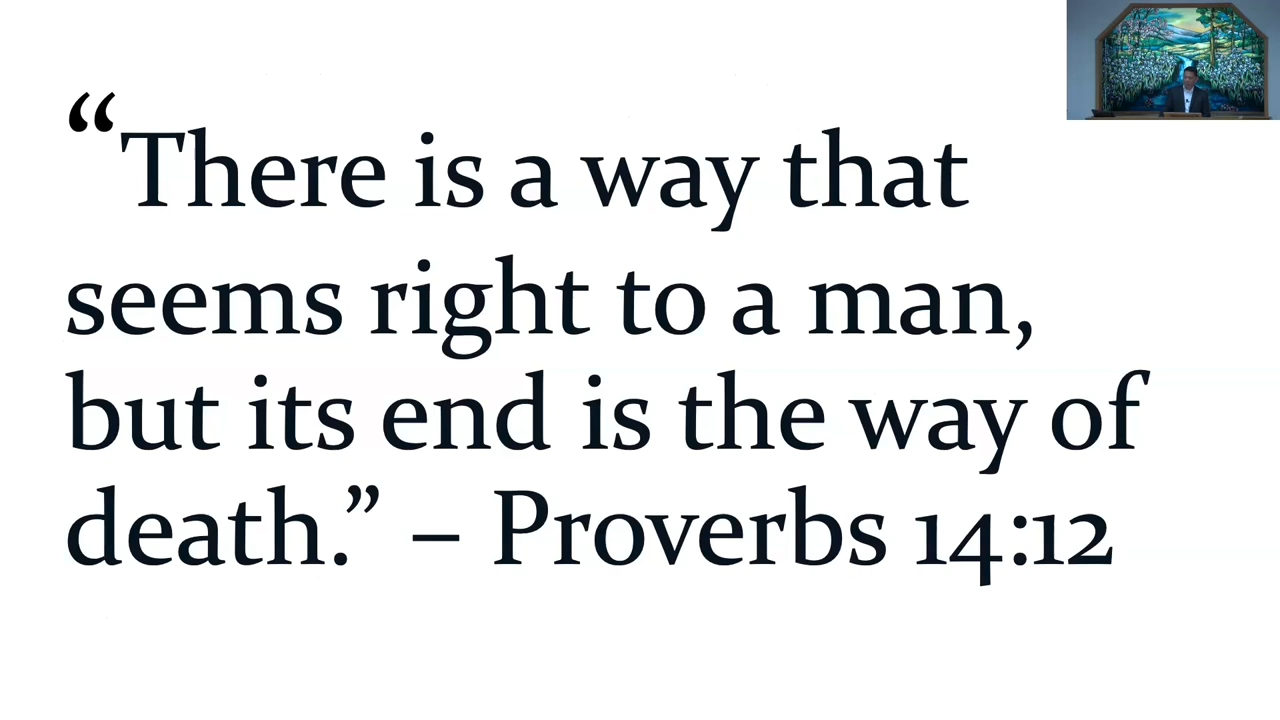 “There is a way that
seems right to a man,
but its end is the way of
death.” – Proverbs 14:12